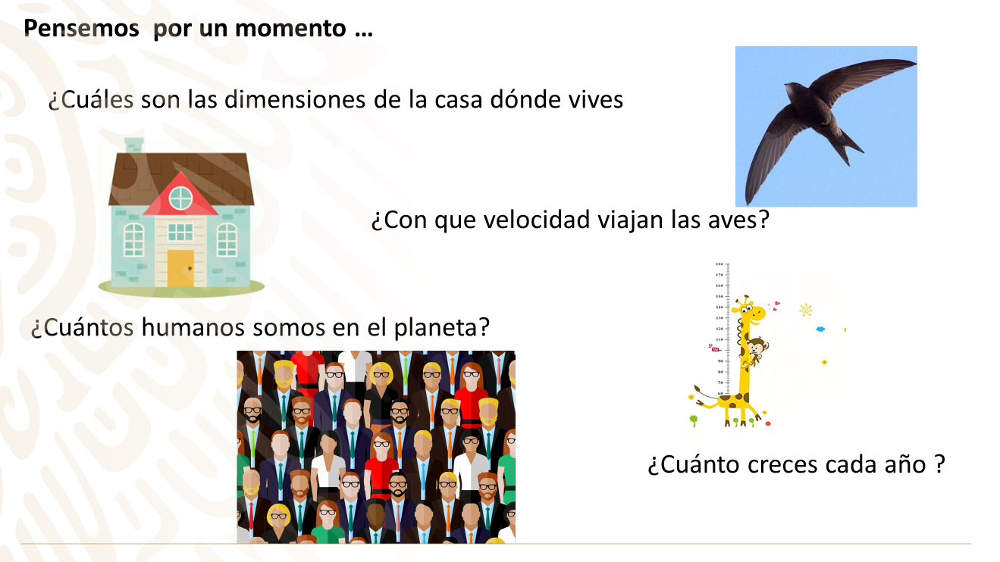 Pensemos por un momento …
¿Cuáles son las dimensiones de la casa dónde vives
¿Con que velocidad viajan las aves?
¿Cuántos humanos somos en el planeta?
180
170
160
150
140
130
120
110
90
80
70
60
¿Cuánto creces cada año ?